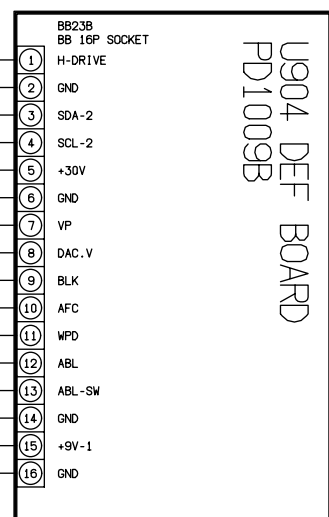 BB23B
BB 16P SOCKET
1 H-DRIVE
2 GND
3 SDA-2
4 SCL-2
5 +30V
6 GND
7 VP
8 DAC.V
9 BLK
10 AFC
11 WPD
12 ABL
13 ABL-SW
14 GND
15 +9V-1
16 GND
U904 DEF BOARD
PD1009B